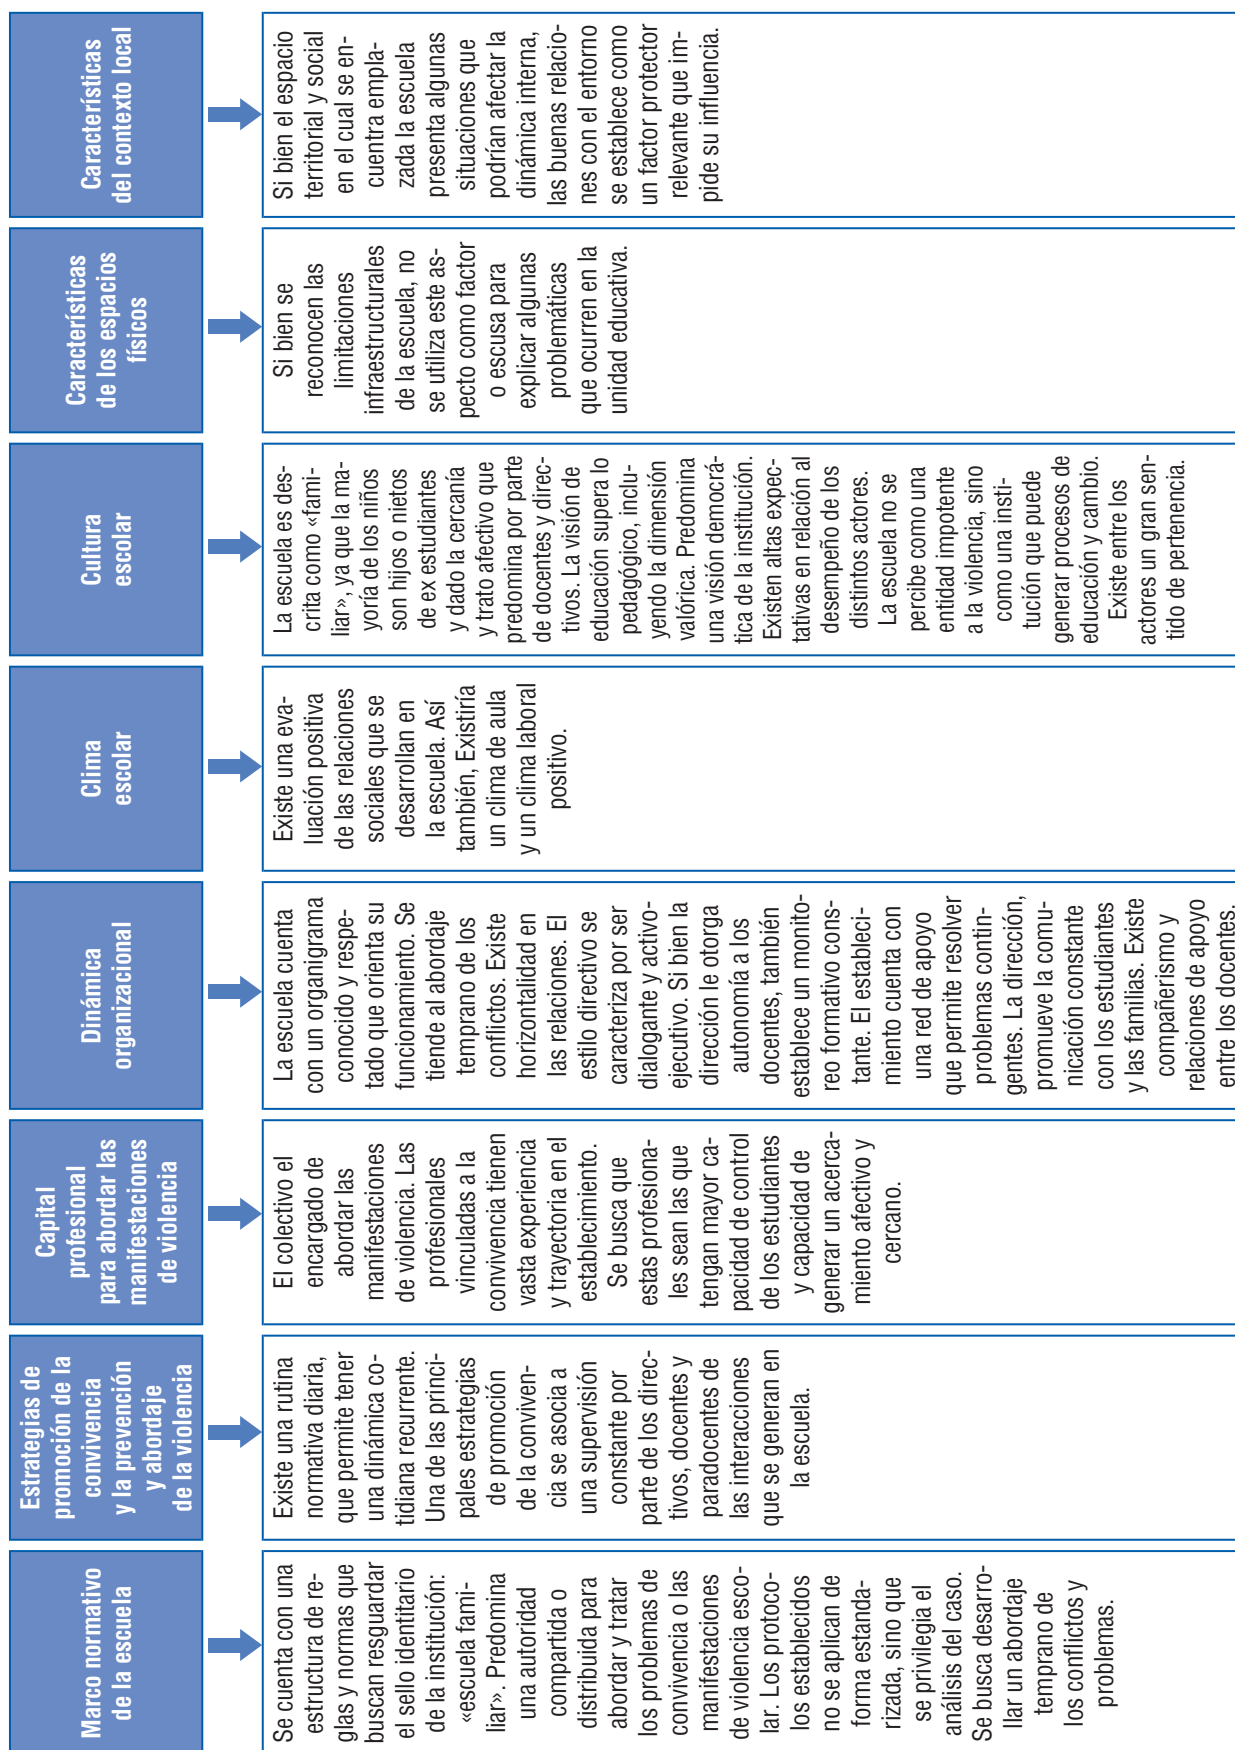 Marco normativo
de la escuela
Se cuenta con una
estructura de re-
glas y normas que
buscan resguardar
el sello identitario
de la institución:
«escuela fami-
liar». Predomina
una autoridad
compartida o
distribuida para
abordar y tratar
los problemas de
convivencia o las
manifestaciones
de violencia esco-
lar. Los protoco-
los establecidos
no se aplican de
forma estanda-
rizada, sino que
se privilegia el
análisis del caso.
Se busca desarro-
llar un abordaje
temprano de
los conflictos y
problemas.
Estrategias de
promoción de la
convivencia
y la prevención
y abordaje
de la violencia
Existe una rutina
normativa diaria,
que permite tener
una dinámica co-
tidiana recurrente.
Una de las princi-
pales estrategias
de promoción
de la conviven-
cia se asocia a
una supervisión
constante por
parte de los direc-
tivos, docentes y
paradocentes de
las interacciones
que se generan en
la escuela.
Capital
profesional
para abordar las
manifestaciones
de violencia
El colectivo el
encargado de
abordar las
manifestaciones
de violencia. Las
profesionales
vinculadas a la
convivencia tienen
vasta experiencia
y trayectoria en el
establecimiento.
Se busca que
estas profesiona-
les sean las que
tengan mayor ca-
pacidad de control
de los estudiantes
y capacidad de
generar un acerca-
miento afectivo y
cercano.
Dinámica
organizacional
La escuela cuenta
con un organigrama
conocido y respe-
tado que orienta su
funcionamiento. Se
tiende al abordaje
temprano de los
conflictos. Existe
horizontalidad en
las relaciones. El
estilo directivo se
caracteriza por ser
dialogante y activo-
ejecutivo. Si bien la
dirección le otorga
autonomía a los
docentes, también
establece un monito-
reo formativo cons-
tante. El estableci-
miento cuenta con
una red de apoyo
que permite resolver
problemas contin-
gentes. La dirección,
promueve la comu-
nicación constante
con los estudiantes
y las familias. Existe
compañerismo y
relaciones de apoyo
entre los docentes.
Clima
escolar
Existe una eva-
luación positiva
de las relaciones
sociales que se
desarrollan en
la escuela. Así
también, Existiría
un clima de aula
y un clima laboral
positivo.
Cultura
escolar
La escuela es des-
crita como «fami-
liar», ya que la ma-
yoría de los niños
son hijos o nietos
de ex estudiantes
y dado la cercanía
y trato afectivo que
predomina por parte
de docentes y direc-
tivos. La visión de
educación supera lo
pedagógico, inclu-
yendo la dimensión
valórica. Predomina
una visión democrá-
tica de la institución.
Existen altas expec-
tativas en relación al
desempeño de los
distintos actores.
La escuela no se
percibe como una
entidad impotente
a la violencia, sino
como una insti-
tución que puede
generar procesos de
educación y cambio.
Existe entre los
actores un gran sen-
tido de pertenencia.
Características
de los espacios
físicos
Si bien se
reconocen las
limitaciones
infraestructurales
de la escuela, no
se utiliza este as-
pecto como factor
o escusa para
explicar algunas
problemáticas
que ocurren en la
unidad educativa.
Características
del contexto local
Si bien el espacio
territorial y social
en el cual se en-
cuentra empla-
zada la escuela
presenta algunas
situaciones que
podrían afectar la
dinámica interna,
las buenas relacio-
nes con el entorno
se establece como
un factor protector
relevante que im-
pide su influencia.